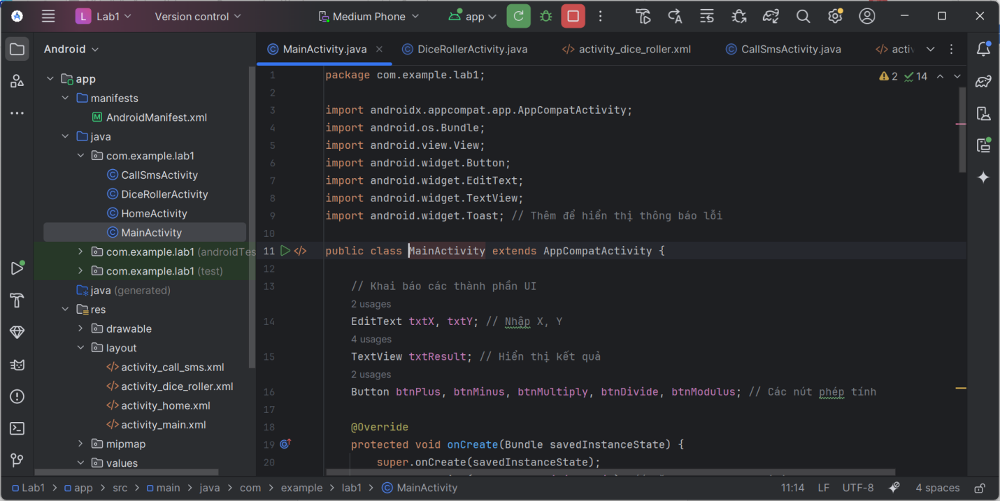 L Lab1 Version control Medium Phone app
Android
MainActivity.java DiceRollerActivity.java activity_dice_roller.xml CallSmsActivity.java
app
manifests
AndroidManifest.xml
java
com.example.lab1
CallSmsActivity
DiceRollerActivity
HomeActivity
MainActivity
com.example.lab1 (androidTes
com.example.lab1 (test)
java (generated)
res
drawable
layout
activity_call_sms.xml
activity_dice_roller.xml
activity_home.xml
activity_main.xml
mipmap
values
2 14
1 package com.example.lab1;
2
3 import androidx.appcompat.app.AppCompatActivity;
4 import android.os.Bundle;
5 import android.view.View;
6 import android.widget.Button;
7 import android.widget.EditText;
8 import android.widget.TextView;
9 import android.widget.Toast; // Thêm để hiển thị thông báo lỗi
10
11 public class MainActivity extends AppCompatActivity {
12
13 // Khai báo các thành phần UI
2 usages
14 EditText txtX, txtY; // Nhập X, Y
4 usages
15 TextView txtResult; // Hiển thị kết quả
2 usages
16 Button btnPlus, btnMinus, btnMultiply, btnDivide, btnModulus; // Các nút phép tính
17
18 @Override
19 protected void onCreate(Bundle savedInstanceState) {
20 super.onCreate(savedInstanceState);
Lab1 > app > src > main > java > com > example > lab1 > MainActivity 11:14 LF UTF-8 4 spaces